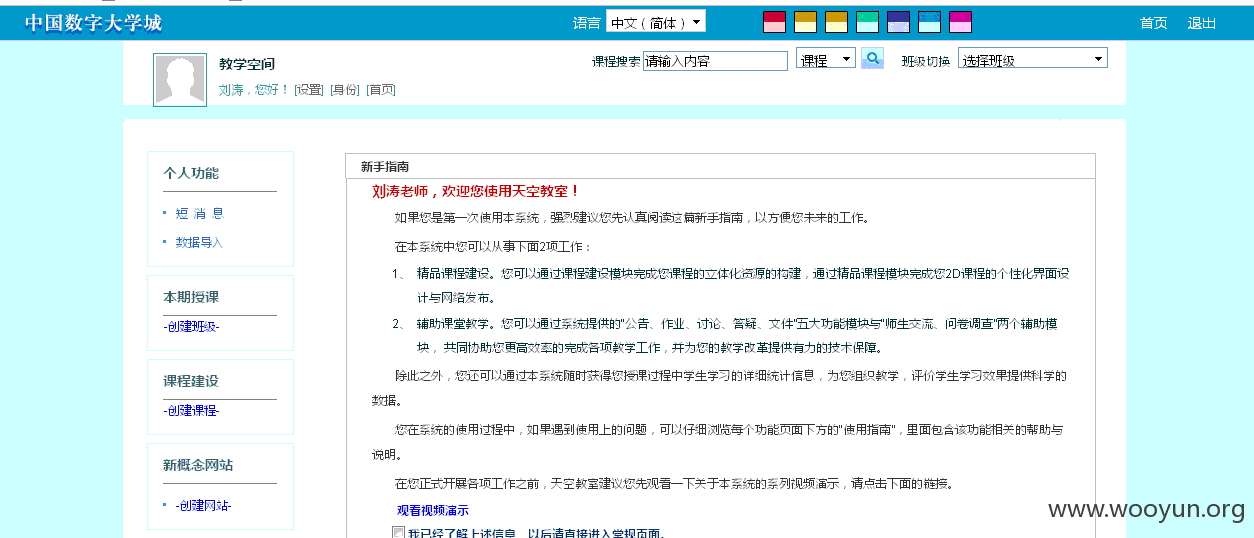 中国数字大学城
语言 中文（简体） 首页 退出
教学空间
课程搜索 请输入内容 课程 班级切换 选择班级
刘涛，您好！ [设置] [身份] [首页]
个人功能
短 消 息
数据导入
本期授课
-创建班级-
课程建设
-创建课程-
新概念网站
-创建网站-
新手指南
刘涛老师，欢迎您使用天空教室！
如果您是第一次使用本系统，强烈建议您先认真阅读这篇新手指南，以方便您未来的工作。
在本系统中您可以从事下面2项工作：
1、 精品课程建设。您可以通过课程建设模块完成您课程的立体化资源的构建，通过精品课程模块完成您2D课程的个性化界面设
计与网络发布。
2、 辅助课堂教学。您可以通过系统提供的"公告、作业、讨论、答疑、文件"五大功能模块与"师生交流、问卷调查"两个辅助模
块， 共同协助您更高效率的完成各项教学工作，并为您的教学改革提供有力的技术保障。
除此之外，您还可以通过本系统随时获得您授课过程中学生学习的详细统计信息，为您组织教学，评价学生学习效果提供科学的
数据。
您在系统的使用过程中，如果遇到使用上的问题，可以仔细浏览每个功能页面下方的"使用指南"，里面包含该功能相关的帮助与
说明。
在您正式开展各项工作之前，天空教室建议您先观看一下关于本系统的系列视频演示，请点击下面的链接。
观看视频演示
我已经了解上述信息，以后请直接进入常规页面。
www.wooyun.org